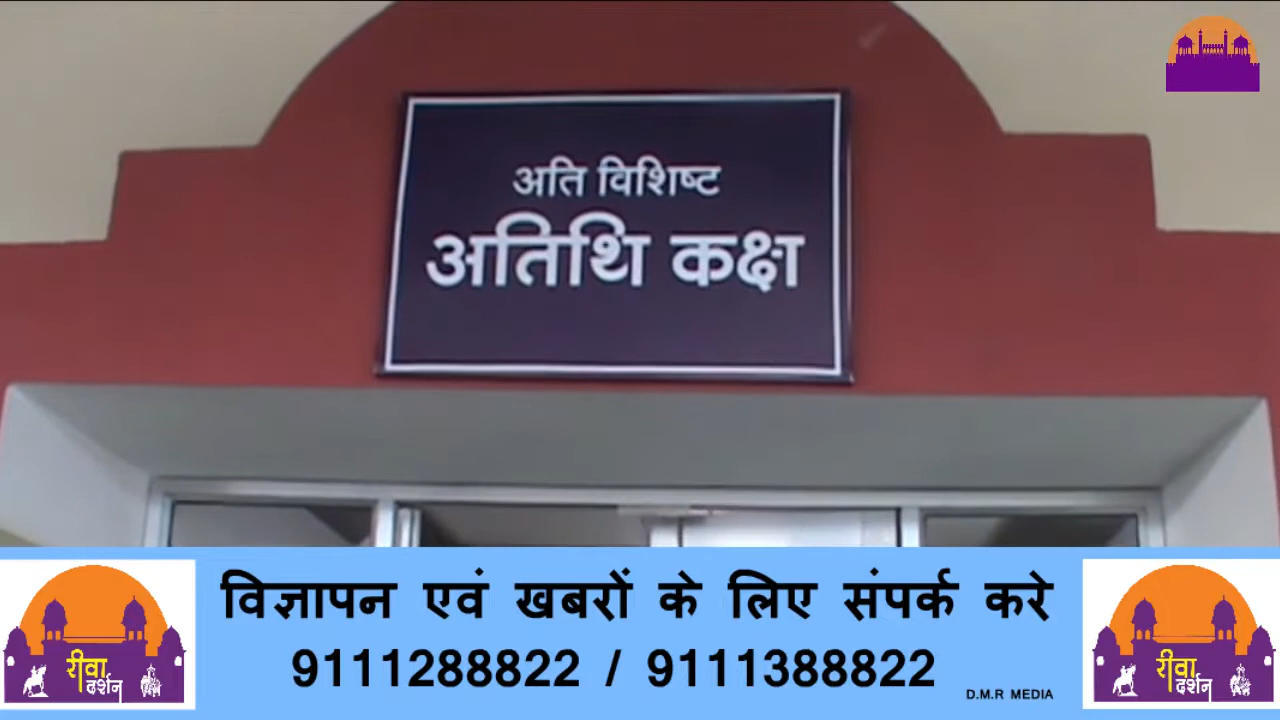 अति विशिष्ट
अतिथि कक्ष
विज्ञापन एवं खबरों के लिए संपर्क करे
9111288822 / 9111388822
D.M.R MEDIA
रीवा
दर्शन
रीवा
दर्शन